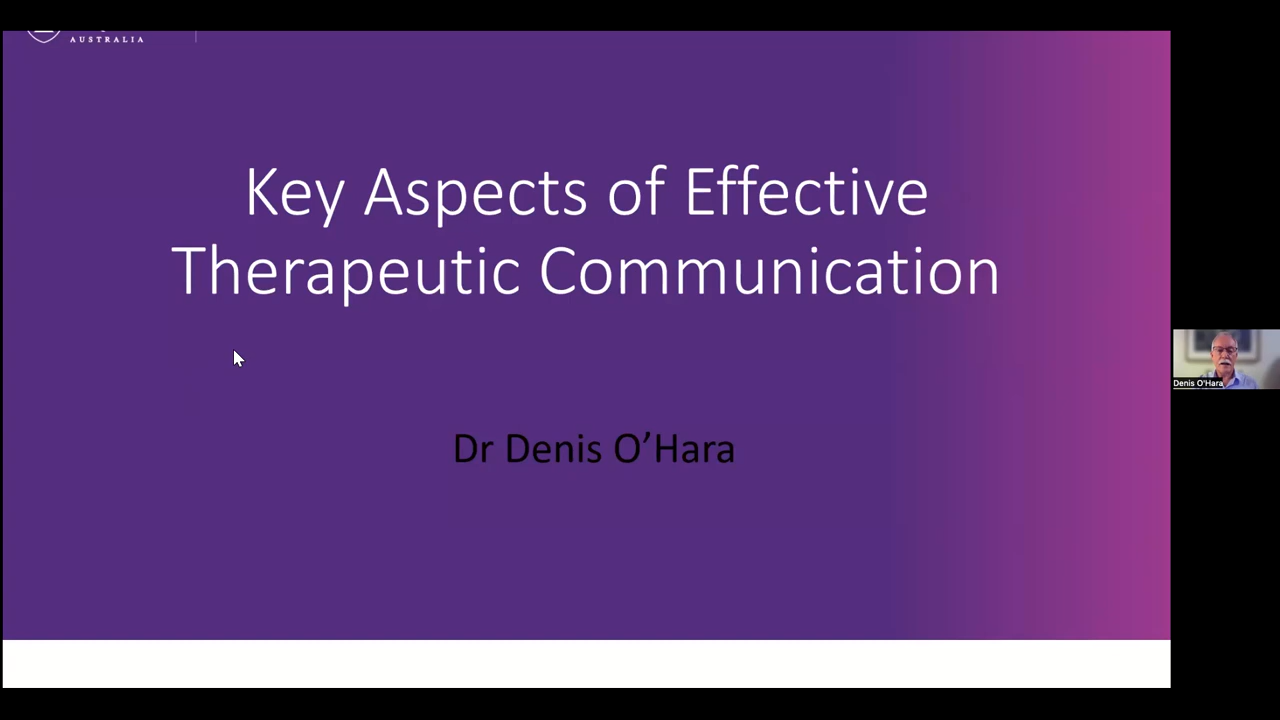 AUSTRALIA
Key Aspects of Effective
Therapeutic Communication
Dr Denis O’Hara
Denis O'Hara